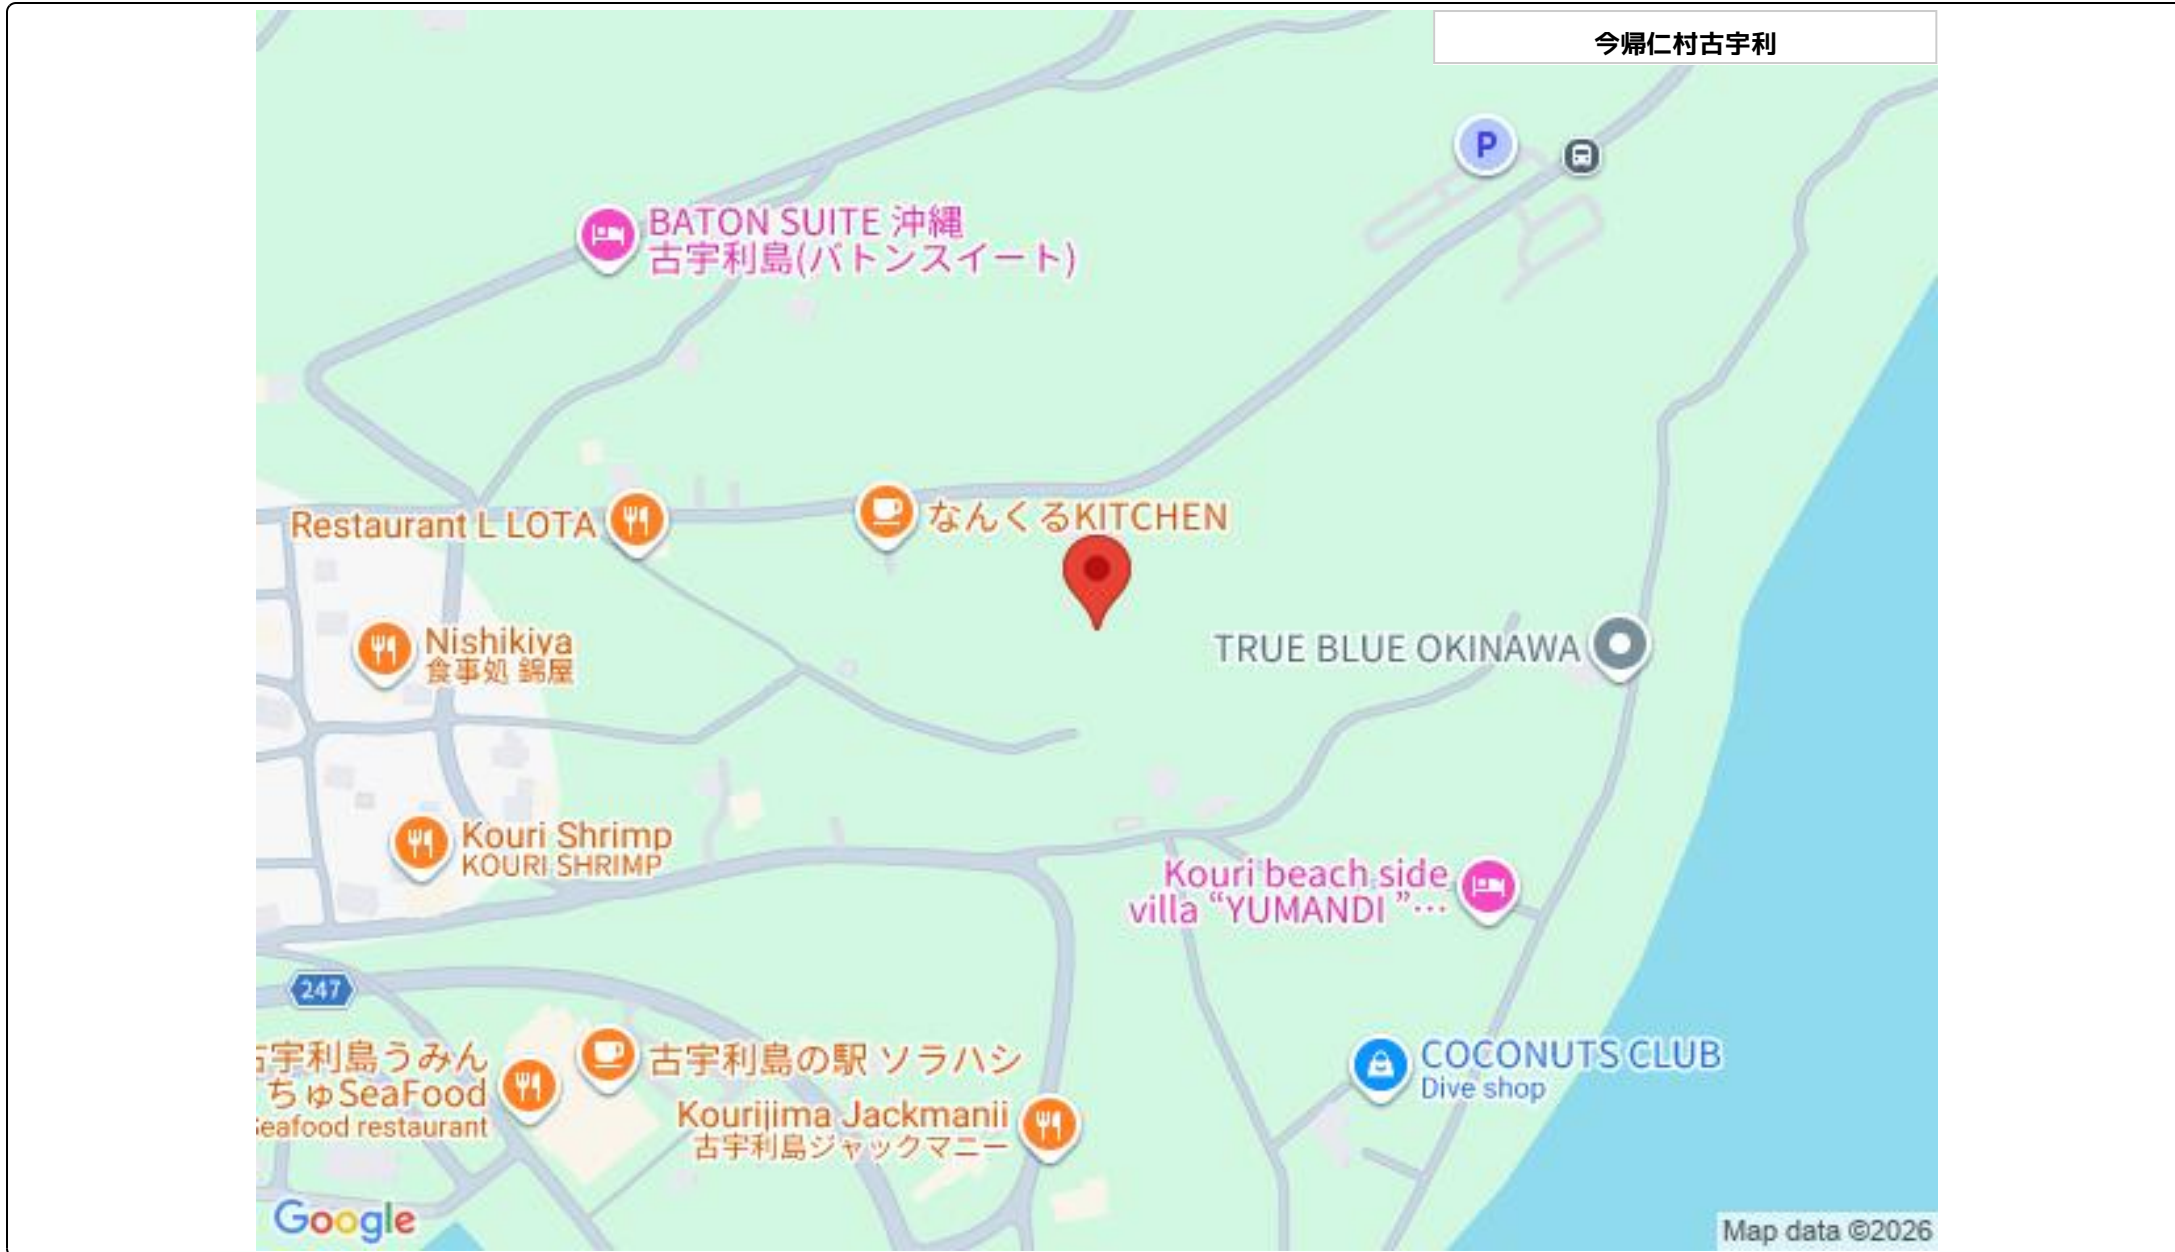 今帰仁村古宇利
P
BATON SUITE 沖縄
古宇利島(バトンスイート)
Restaurant L LOTA
なんくるKITCHEN
Nishikiya
食事処 錦屋
TRUE BLUE OKINAWA
Kouri Shrimp
KOURI SHRIMP
Kouri beach side
villa “YUMANDI ”…
247
古宇利島うみん
ちゅSeaFood
Seafood restaurant
古宇利島の駅 ソラハシ
Kourijima Jackmanii
古宇利島ジャックマニー
COCONUTS CLUB
Dive shop
Google
Map data ©2026